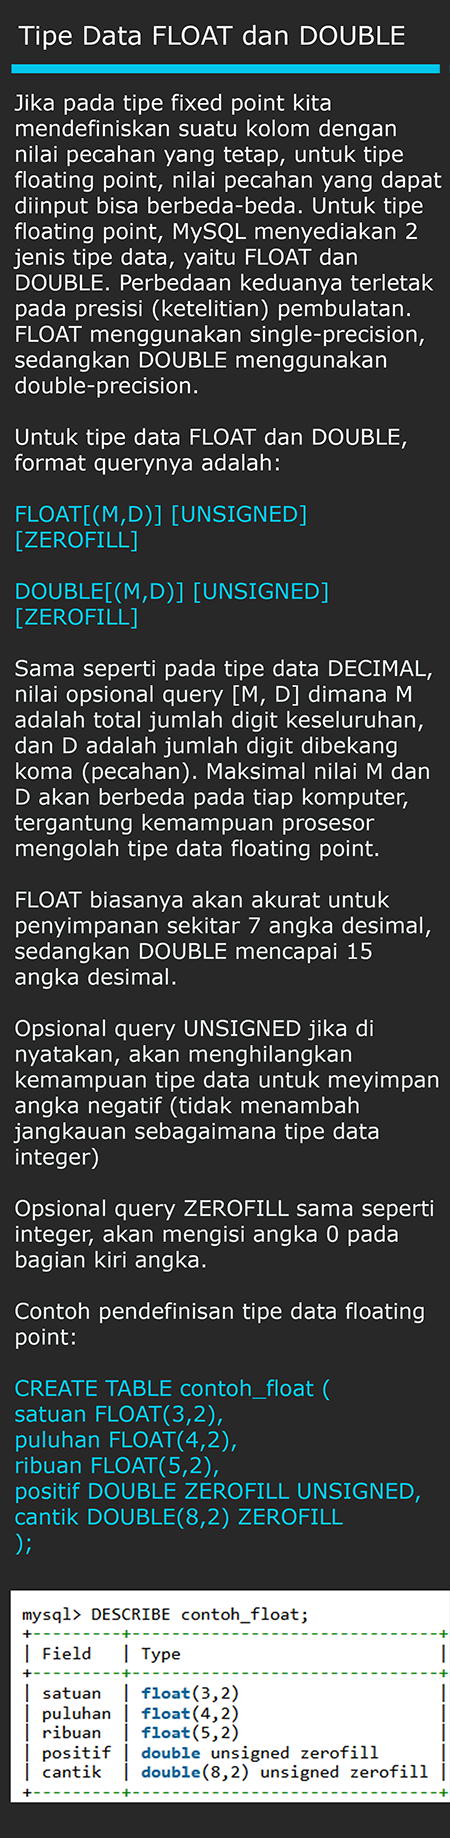 Tipe Data FLOAT dan DOUBLE
Jika pada tipe fixed point kita
mendefiniskan suatu kolom dengan
nilai pecahan yang tetap, untuk tipe
floating point, nilai pecahan yang dapat
diinput bisa berbeda-beda. Untuk tipe
floating point, MySQL menyediakan 2
jenis tipe data, yaitu FLOAT dan
DOUBLE. Perbedaan keduanya terletak
pada presisi (ketelitian) pembulatan.
FLOAT menggunakan single-precision,
sedangkan DOUBLE menggunakan
double-precision.
Untuk tipe data FLOAT dan DOUBLE,
format querynya adalah:
FLOAT[(M,D)] [UNSIGNED]
[ZEROFILL]
DOUBLE[(M,D)] [UNSIGNED]
[ZEROFILL]
Sama seperti pada tipe data DECIMAL,
nilai opsional query [M, D] dimana M
adalah total jumlah digit keseluruhan,
dan D adalah jumlah digit dibekang
koma (pecahan). Maksimal nilai M dan
D akan berbeda pada tiap komputer,
tergantung kemampuan prosesor
mengolah tipe data floating point.
FLOAT biasanya akan akurat untuk
penyimpanan sekitar 7 angka desimal,
sedangkan DOUBLE mencapai 15
angka desimal.
Opsional query UNSIGNED jika di
nyatakan, akan menghilangkan
kemampuan tipe data untuk meyimpan
angka negatif (tidak menambah
jangkauan sebagaimana tipe data
integer)
Opsional query ZEROFILL sama seperti
integer, akan mengisi angka 0 pada
bagian kiri angka.
Contoh pendefinisan tipe data floating
point:
CREATE TABLE contoh_float (
satuan FLOAT(3,2),
puluhan FLOAT(4,2),
ribuan FLOAT(5,2),
positif DOUBLE ZEROFILL UNSIGNED,
cantik DOUBLE(8,2) ZEROFILL
);
mysql> DESCRIBE contoh_float;
+---------+-------------------------------+
| Field | Type |
+---------+-------------------------------+
| satuan | float(3,2) |
| puluhan | float(4,2) |
| ribuan | float(5,2) |
| positif | double unsigned zerofill |
| cantik | double(8,2) unsigned zerofill |
+---------+-------------------------------+